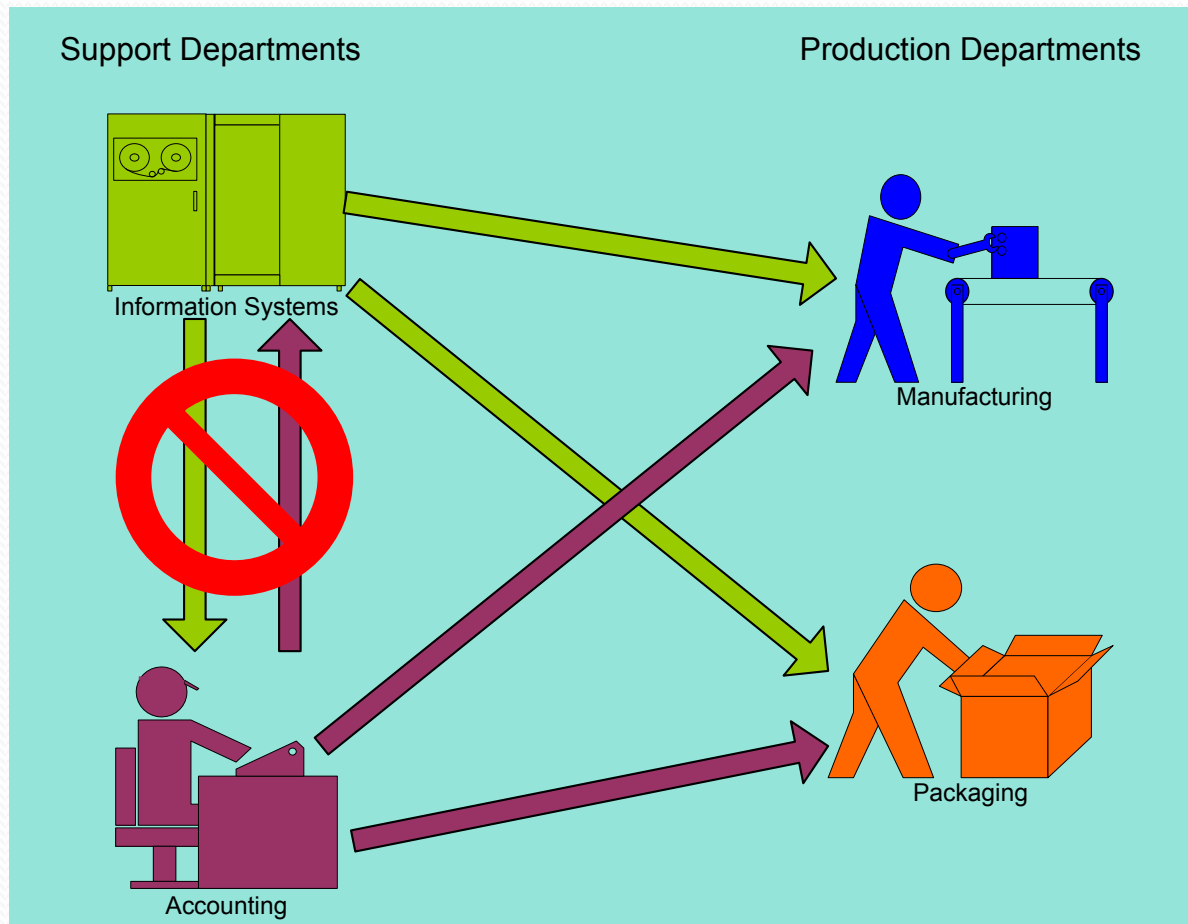 Support Departments
Production Departments
Information Systems
Manufacturing
Packaging
Accounting